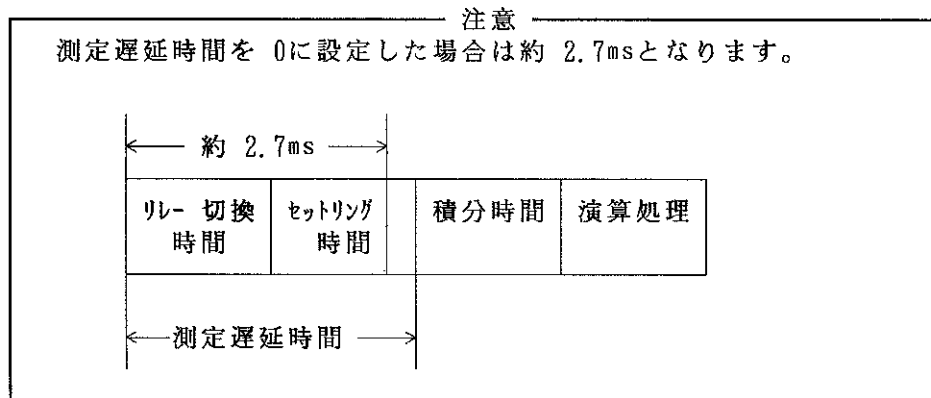 注意
測定遅延時間を 0に設定した場合は約 2.7msとなります。
約 2.7ms
ﾘﾚｰ 切換
時間
ｾｯﾄﾘﾝｸﾞ
時間
積分時間
演算処理
測定遅延時間